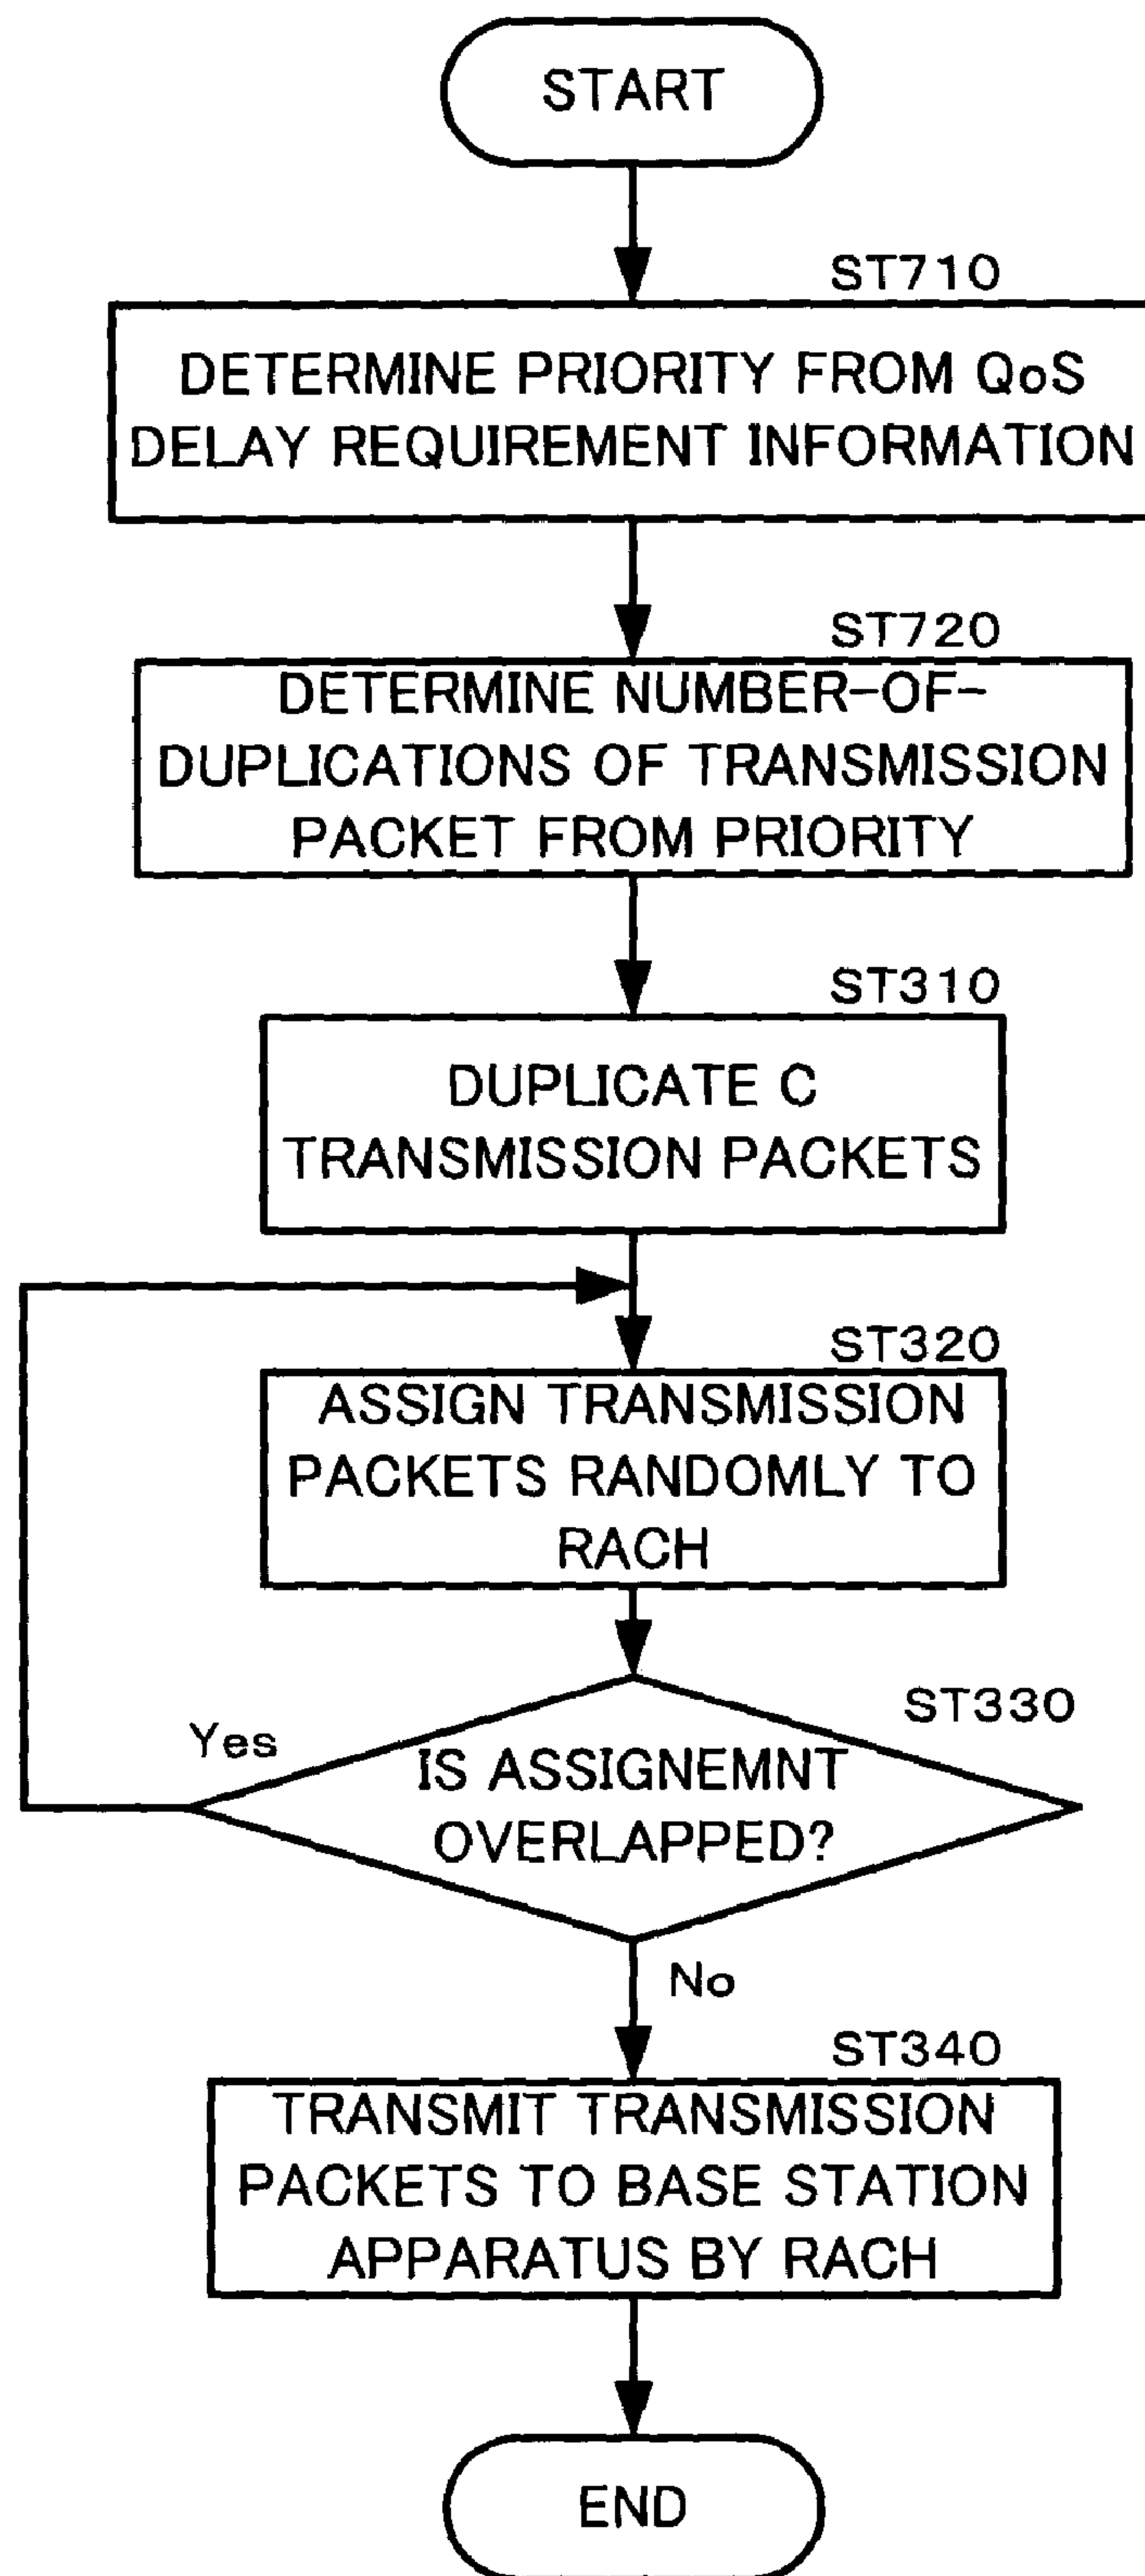 START
ST710
DETERMINE PRIORITY FROM QoS
DELAY REQUIREMENT INFORMATION
ST720
DETERMINE NUMBER-OF-
DUPLICATIONS OF TRANSMISSION
PACKET FROM PRIORITY
ST310
DUPLICATE C
TRANSMISSION PACKETS
ST320
ASSIGN TRANSMISSION
PACKETS RANDOMLY TO
RACH
ST330
Yes
IS ASSIGNEMNT
OVERLAPPED?
No
ST340
TRANSMIT TRANSMISSION
PACKETS TO BASE STATION
APPARATUS BY RACH
END